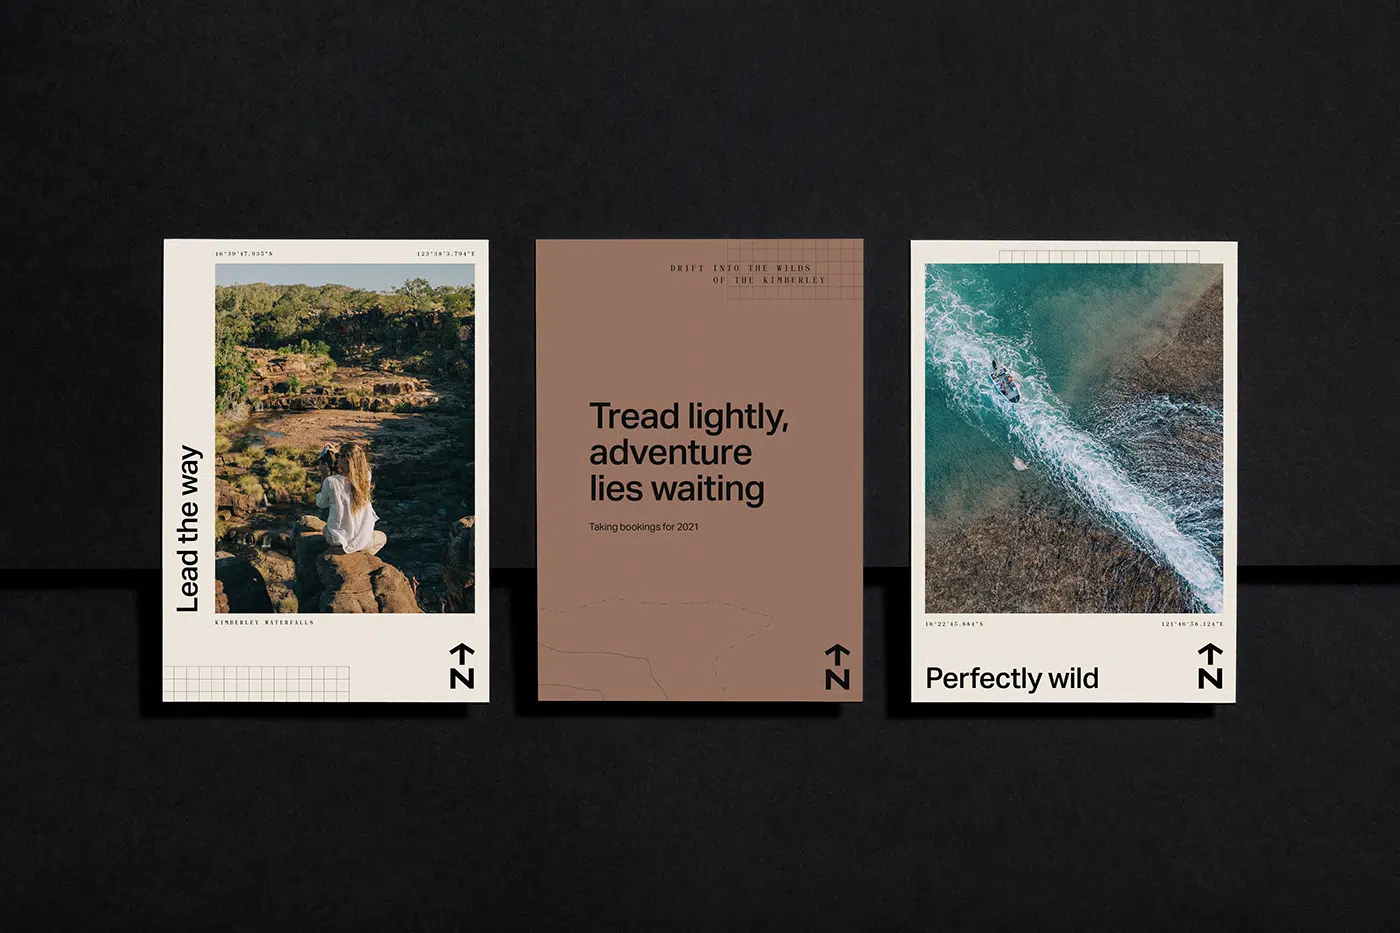 16°39'47.935"S
123°38'3.794"E
Lead the way
KIMBERLEY WATERFALLS
N
DRIFT INTO THE WILDS
OF THE KIMBERLEY
Tread lightly,
adventure
lies waiting
Taking bookings for 2021
N
18°22'45.884"S
121°46'58.124"E
Perfectly wild
N